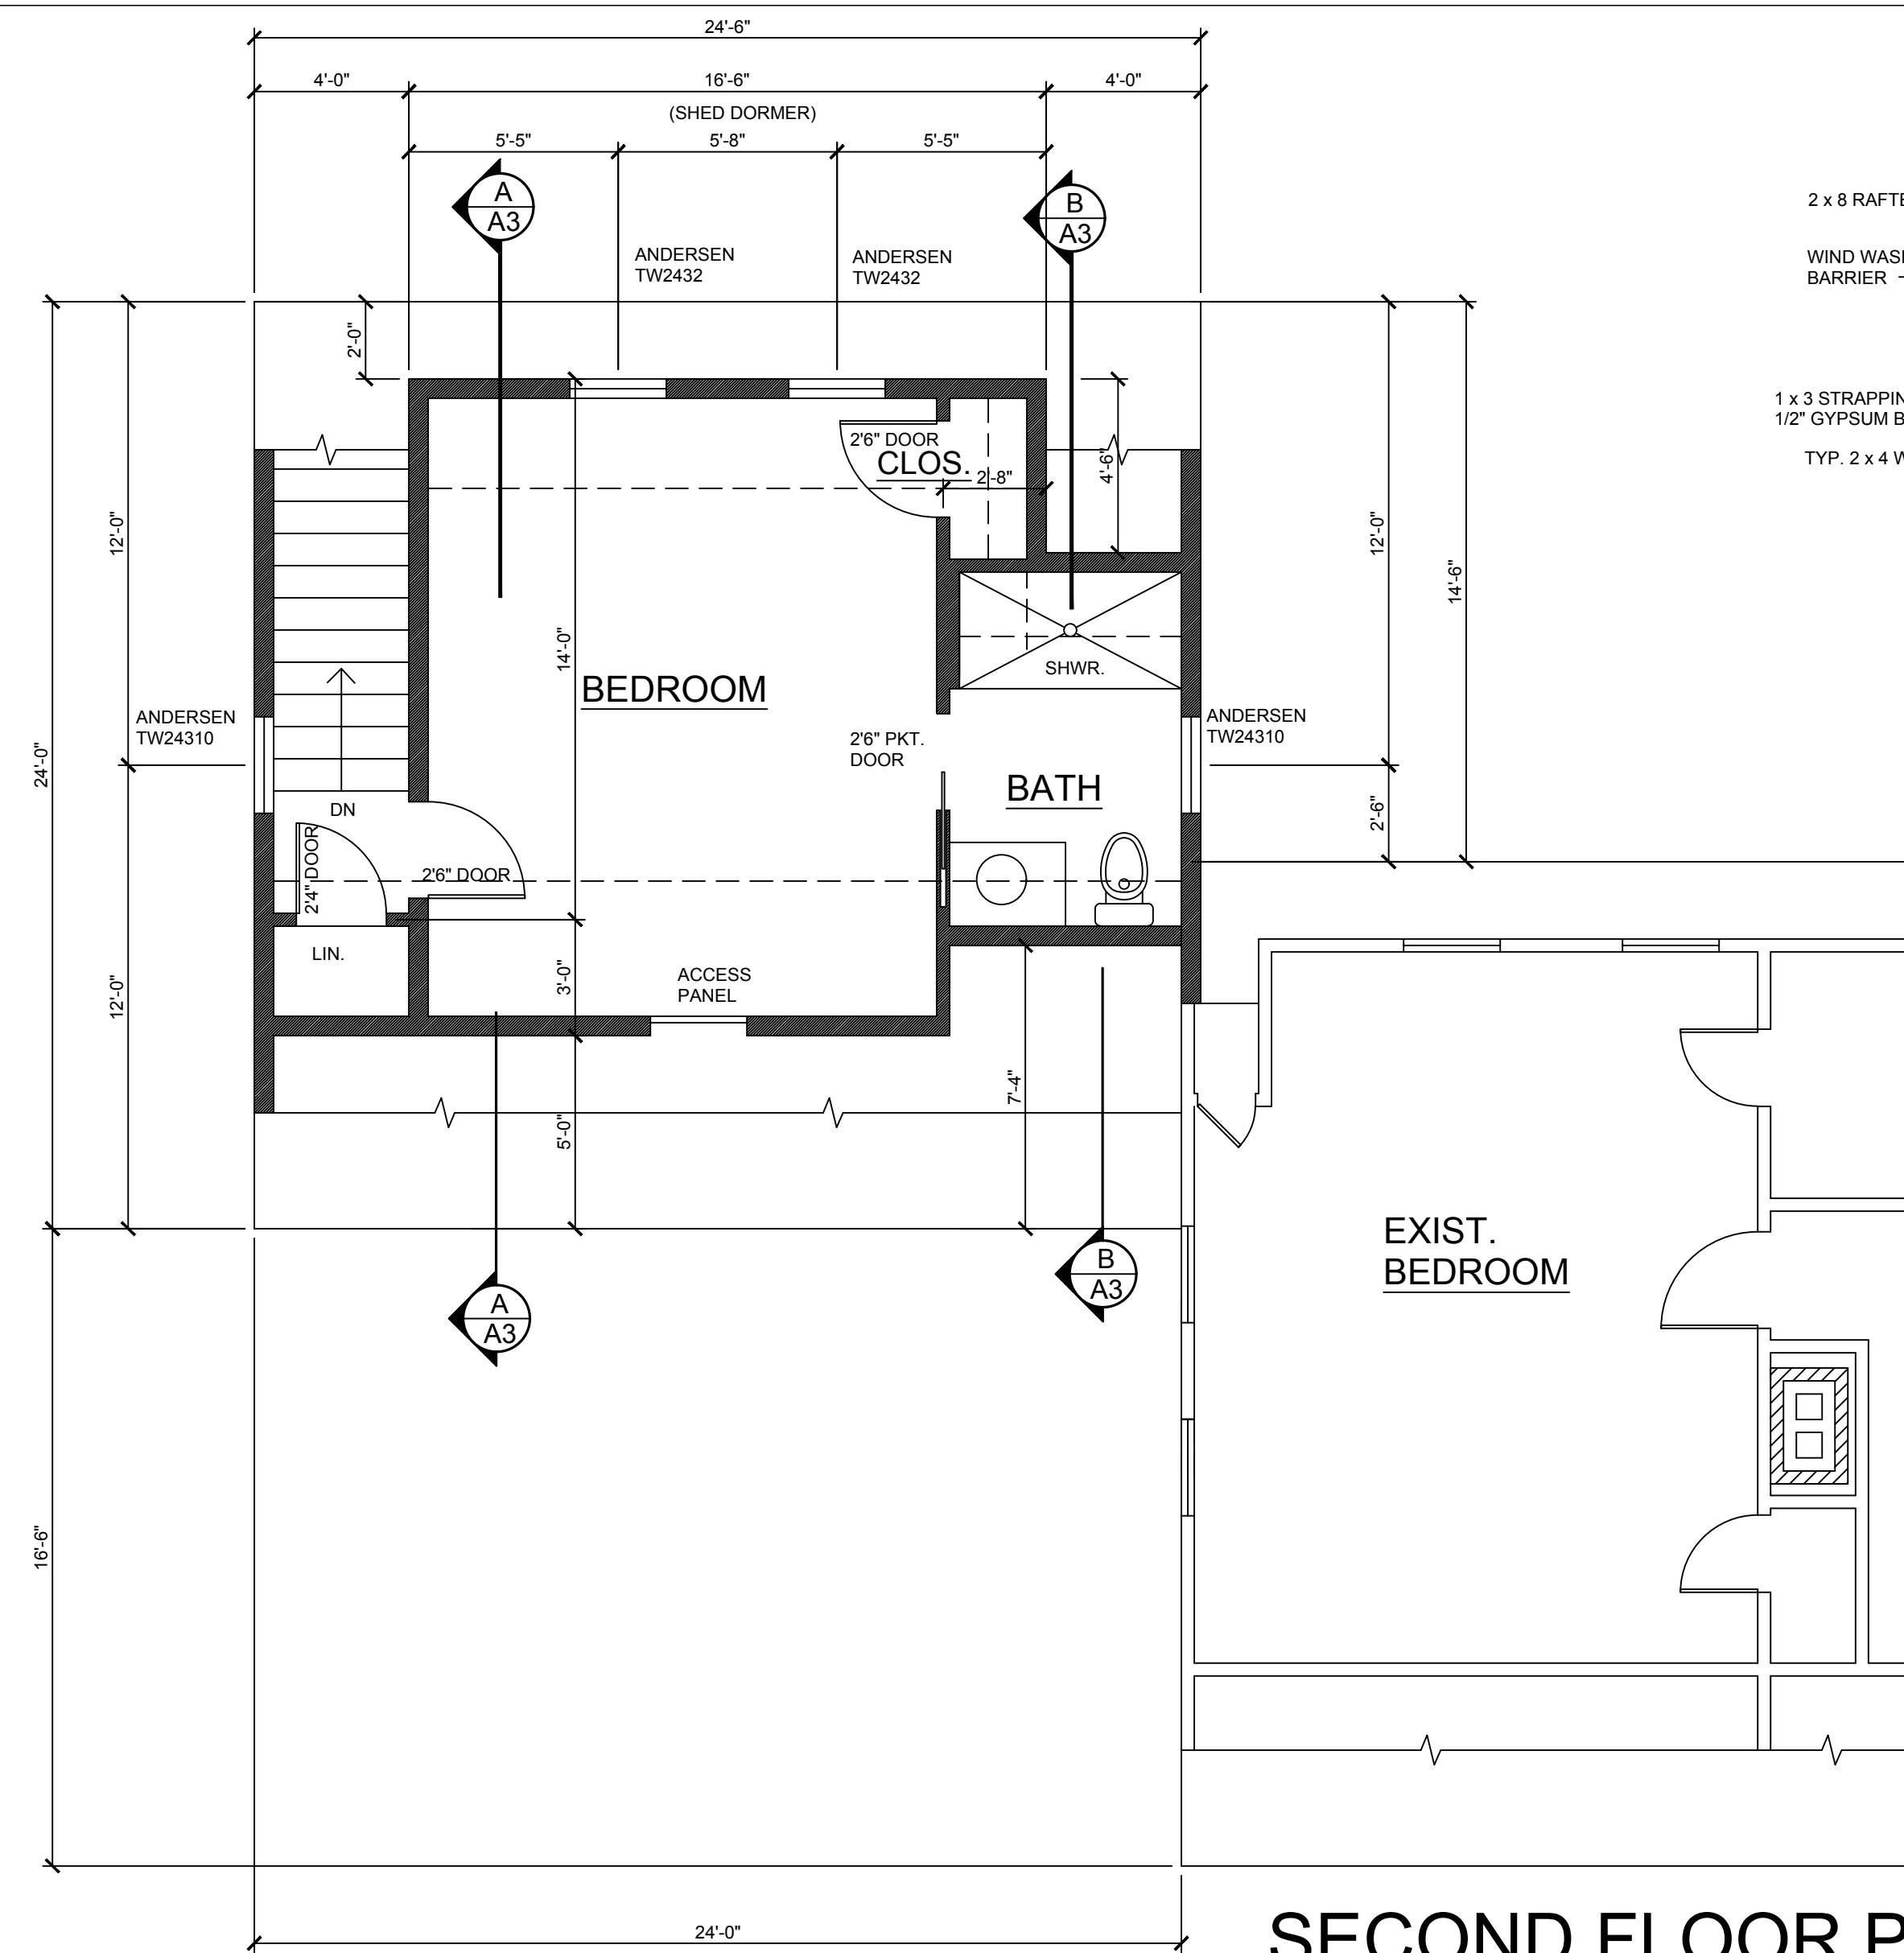 24'-6"
4'-0"
16'-6"
4'-0"
(SHED DORMER)
5'-5"
5'-8"
5'-5"
A
A3
B
A3
ANDERSEN
TW2432
ANDERSEN
TW2432
2 x 8 RAFTE
WIND WAS
BARRIER
2'-0"
1 x 3 STRAPPIN
1/2" GYPSUM B
TYP. 2 x 4 W
2'6" DOOR
CLOS.
2'-8"
4'-6"
12'-0"
12'-0"
14'-6"
14'-0"
SHWR.
BEDROOM
ANDERSEN
TW24310
ANDERSEN
TW24310
24'-0"
2'6" PKT.
DOOR
BATH
DN
2'-6"
2'4" DOOR
2'6" DOOR
LIN.
3'-0"
ACCESS
PANEL
12'-0"
7'-4"
5'-0"
EXIST.
BEDROOM
B
A3
A
A3
16'-6"
24'-0"
SECOND FLOOR P